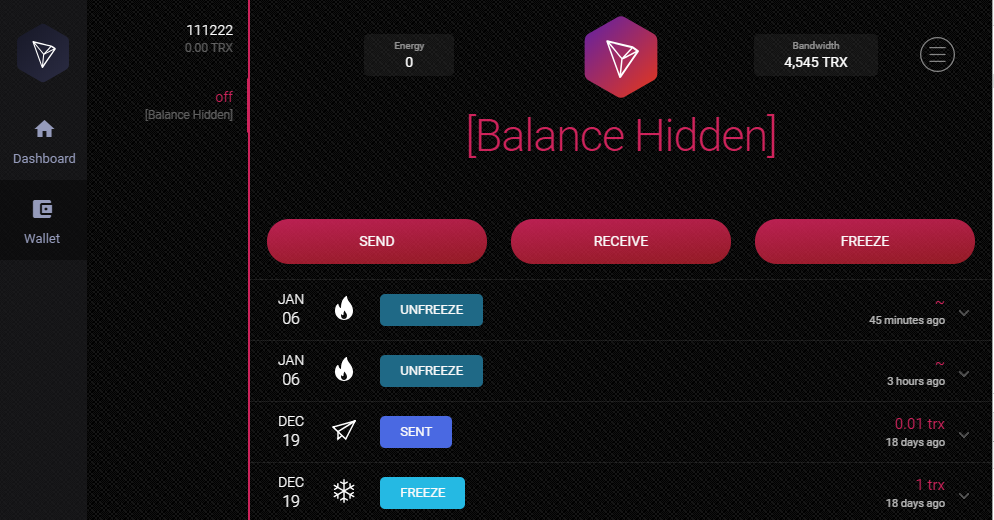 111222
0.00 TRX
off
[Balance Hidden]
Dashboard
Wallet
Energy
0
Bandwidth
4,545 TRX
[Balance Hidden]
SEND
RECEIVE
FREEZE
JAN
06
UNFREEZE
~
45 minutes ago
JAN
06
UNFREEZE
~
3 hours ago
DEC
19
SENT
0.01 trx
18 days ago
DEC
19
FREEZE
1 trx
18 days ago